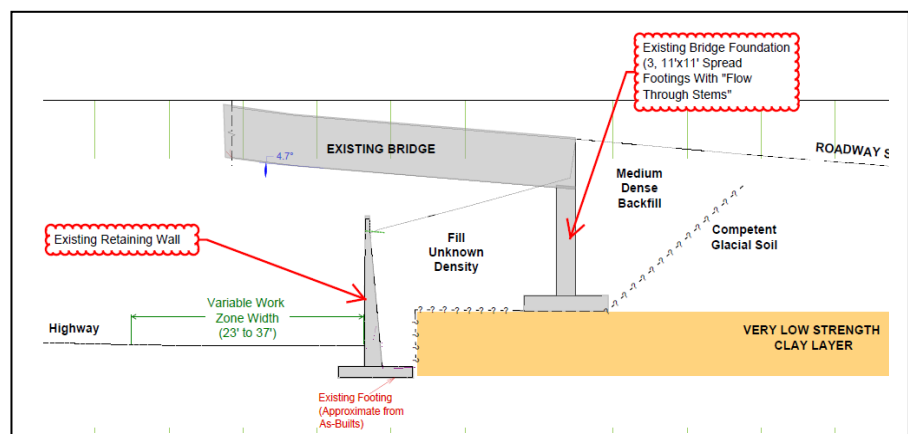 Existing Bridge Foundation
(3, 11'x11' Spread
Footings With "Flow
Through Stems"
EXISTING BRIDGE
ROADWAY S
4.7°
Medium
Dense
Backfill
Existing Retaining Wall
Fill
Unknown
Density
Competent
Glacial Soil
Variable Work
Zone Width
(23' to 37')
Highway
VERY LOW STRENGTH
CLAY LAYER
Existing Footing
(Approximate from
As-Builts)